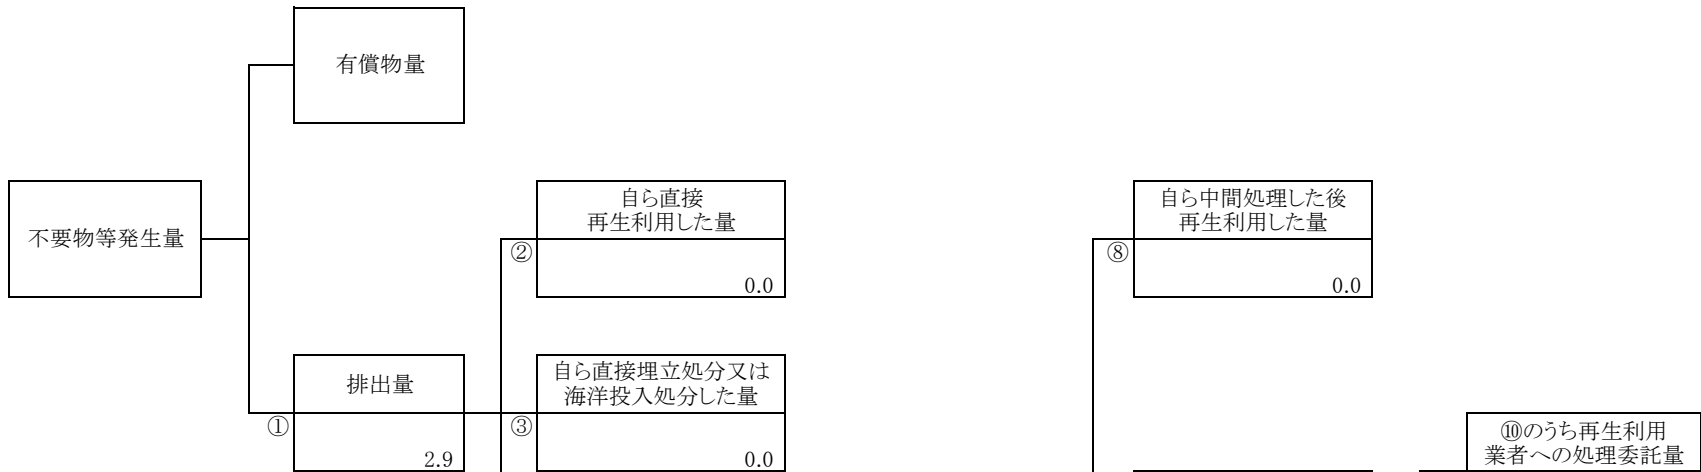 有償物量
不要物等発生量
自ら直接
再生利用した量
②
0.0
自ら中間処理した後
再生利用した量
⑧
0.0
排出量
①
2.9
自ら直接埋立処分又は
海洋投入処分した量
③
0.0
⑩のうち再生利用
業者への処理委託量